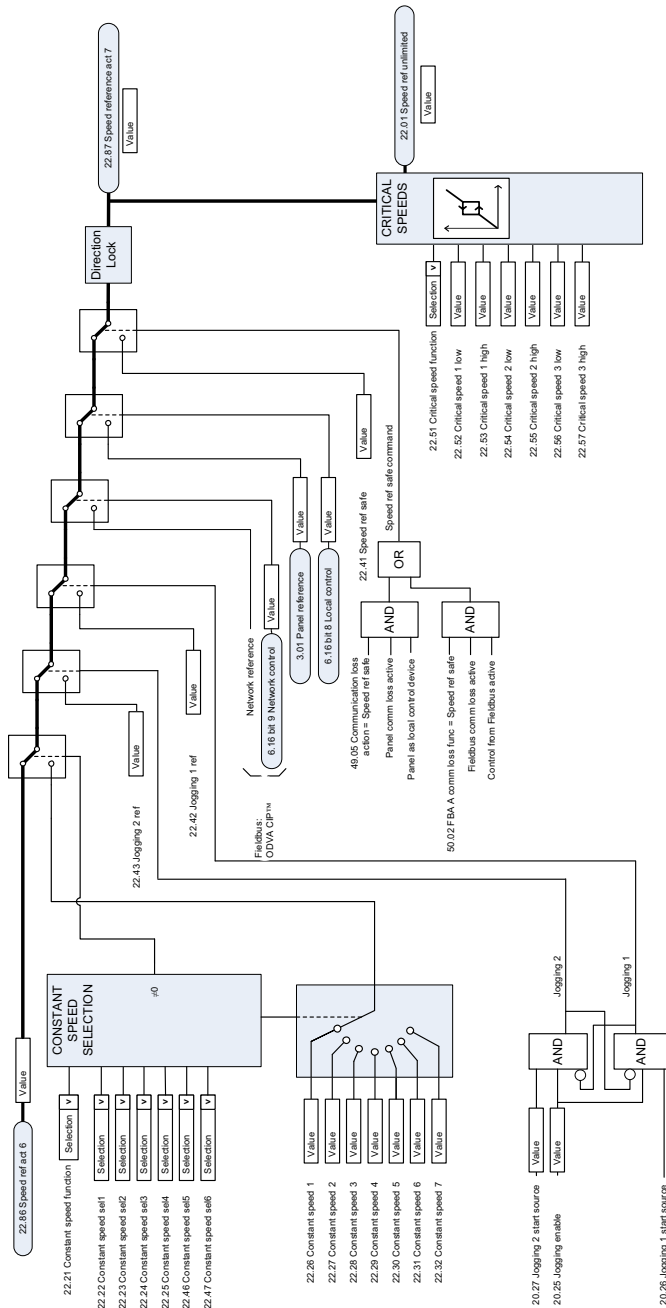 22.86 Speed ref act 6
Value
22.21 Constant speed function
Selection
v
22.22 Constant speed sel1
Selection
v
22.23 Constant speed sel2
Selection
v
22.24 Constant speed sel3
Selection
v
22.25 Constant speed sel4
Selection
v
22.46 Constant speed sel5
Selection
v
22.47 Constant speed sel6
Selection
v
CONSTANT
SPEED
SELECTION
≠0
22.26 Constant speed 1
Value
22.27 Constant speed 2
Value
22.28 Constant speed 3
Value
22.29 Constant speed 4
Value
22.30 Constant speed 5
Value
22.31 Constant speed 6
Value
22.32 Constant speed 7
Value
20.27 Jogging 2 start source
Value
20.25 Jogging enable
Value
20.26 Jogging 1 start source
Value
AND
AND
Jogging 2
Jogging 1
22.43 Jogging 2 ref
Value
22.42 Jogging 1 ref
Value
Fieldbus:
ODVA CIP™
Network reference
6.16 bit 9 Network control
Value
3.01 Panel reference
Value
6.16 bit 8 Local control
Value
22.41 Speed ref safe
Value
49.05 Communication loss
action = Speed ref safe
Panel comm loss active
Panel as local control device
AND
50.02 FBA A comm loss func = Speed ref safe
Fieldbus comm loss active
Control from Fieldbus active
AND
OR
Speed ref safe command
Direction
Lock
22.87 Speed reference act 7
Value
22.51 Critical speed function
Selection
v
22.52 Critical speed 1 low
Value
22.53 Critical speed 1 high
Value
22.54 Critical speed 2 low
Value
22.55 Critical speed 2 high
Value
22.56 Critical speed 3 low
Value
22.57 Critical speed 3 high
Value
CRITICAL
SPEEDS
22.01 Speed ref unlimited
Value